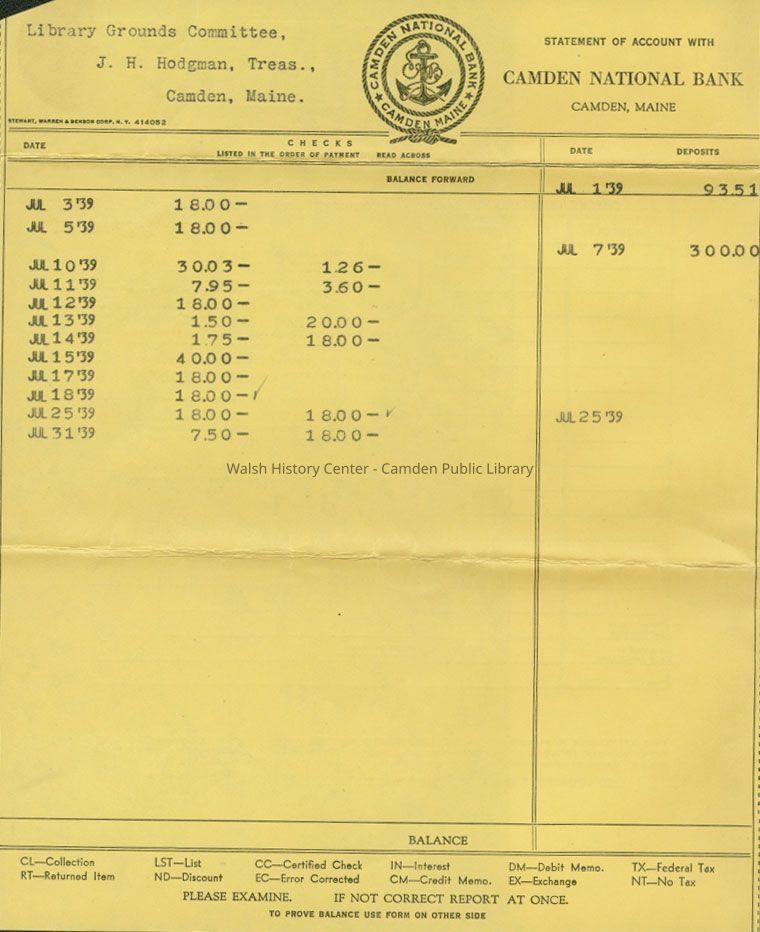 Library Grounds Committee,
J. H. Hodgman, Treas.,
Camden, Maine.
STEWART, WARREN & BENSON CORP. N. Y. 414052
CAMDEN NATIONAL BANK
★ CAMDEN MAINE ★
STATEMENT OF ACCOUNT WITH
CAMDEN NATIONAL BANK
CAMDEN, MAINE
DATE CHECKS DATE DEPOSITS
LISTED IN THE ORDER OF PAYMENT READ ACROSS
BALANCE FORWARD JUL 1'39 93.51
JUL 3'39 18.00-
JUL 5'39 18.00-
JUL 7'39 300.00
JUL 10'39 30.03- 1.26-
JUL 11'39 7.95- 3.60-
JUL 12'39 18.00-
JUL 13'39 1.50- 20.00-
JUL 14'39 1.75- 18.00-
JUL 15'39 40.00-
JUL 17'39 18.00-
JUL 18'39 18.00- ✓
JUL 25'39 18.00- 18.00- ✓ JUL 25'39
JUL 31'39 7.50- 18.00-
Walsh History Center - Camden Public Library
BALANCE
CL—Collection LST—List CC—Certified Check IN—Interest DM—Debit Memo. TX—Federal Tax
RT—Returned Item ND—Discount EC—Error Corrected CM—Credit Memo. EX—Exchange NT—No Tax
PLEASE EXAMINE. IF NOT CORRECT REPORT AT ONCE.
TO PROVE BALANCE USE FORM ON OTHER SIDE